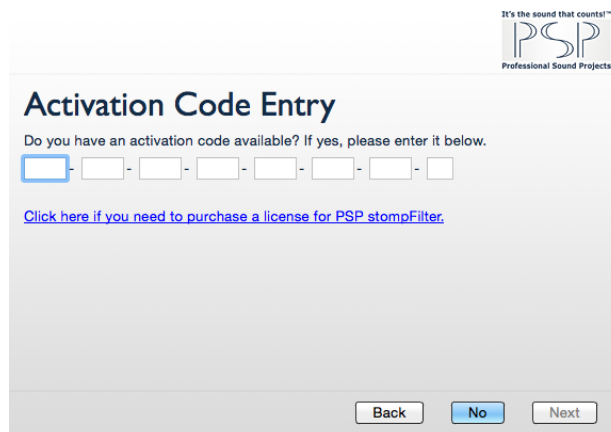 It's the sound that counts!™
PSP
Professional Sound Projects
Activation Code Entry
Do you have an activation code available? If yes, please enter it below.
- - - - - - -
Click here if you need to purchase a license for PSP stompFilter.
Back No Next